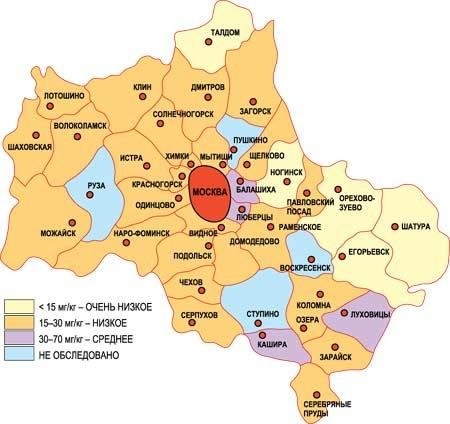 ТАЛДОМ
КЛИН
ДМИТРОВ
ЛОТОШИНО
ЗАГОРСК
СОЛНЕЧНОГОРСК
ВОЛОКОЛАМСК
ПУШКИНО
ШАХОВСКАЯ
ИСТРА
ХИМКИ
МЫТИЩИ
ЩЕЛКОВО
НОГИНСК
КРАСНОГОРСК
РУЗА
МОСКВА
БАЛАШИХА
ОДИНЦОВО
ПАВЛОВСКИЙ
ПОСАД
ОРЕХОВО-
ЗУЕВО
ЛЮБЕРЦЫ
МОЖАЙСК
НАРО-ФОМИНСК
ВИДНОЕ
РАМЕНСКОЕ
ШАТУРА
ДОМОДЕДОВО
ПОДОЛЬСК
ЕГОРЬЕВСК
ВОСКРЕСЕНСК
ЧЕХОВ
КОЛОМНА
СЕРПУХОВ
СТУПИНО
ОЗЕРА
ЛУХОВИЦЫ
КАШИРА
ЗАРАЙСК
СЕРЕБРЯНЫЕ
ПРУДЫ
< 15 мг/кг – ОЧЕНЬ НИЗКОЕ
15–30 мг/кг – НИЗКОЕ
30–70 мг/кг – СРЕДНЕЕ
НЕ ОБСЛЕДОВАНО